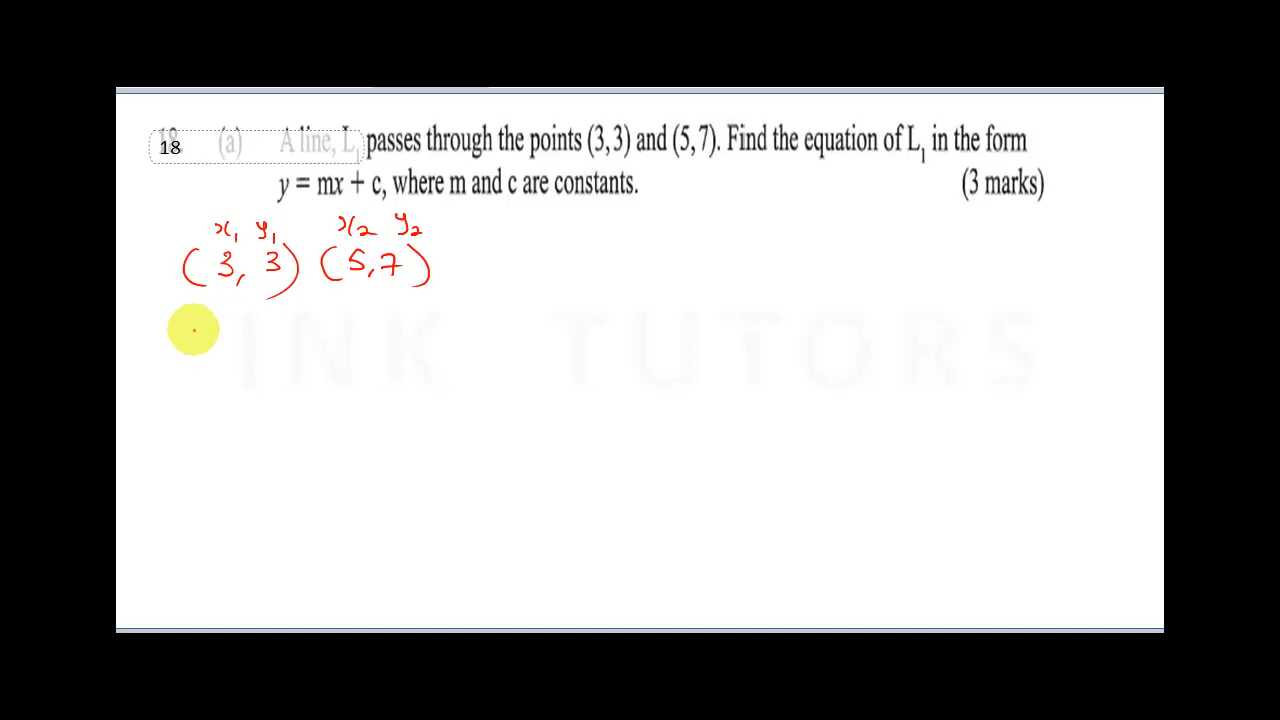 18 (a) A line, L1 passes through the points (3, 3) and (5, 7). Find the equation of L1 in the form
y = mx + c, where m and c are constants. (3 marks)
x1 y1 x2 y2
(3, 3) (5,7)
INK TUTORS